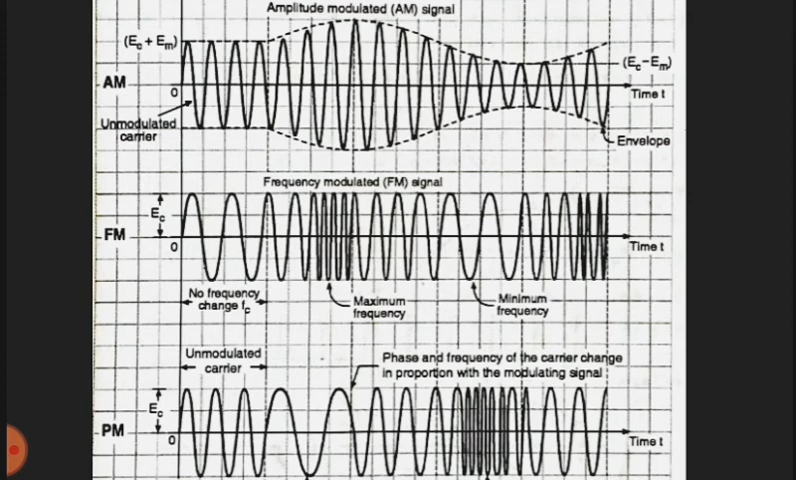 Amplitude modulated (AM) signal
(Ec + Em)
(Ec – Em)
AM
0
Time t
Unmodulated
carrier
Envelope
Frequency modulated (FM) signal
Ec
FM
0
Time t
No frequency
change fc
Maximum
frequency
Minimum
frequency
Unmodulated
carrier
Phase and frequency of the carrier change
in proportion with the modulating signal
Ec
PM
0
Time t